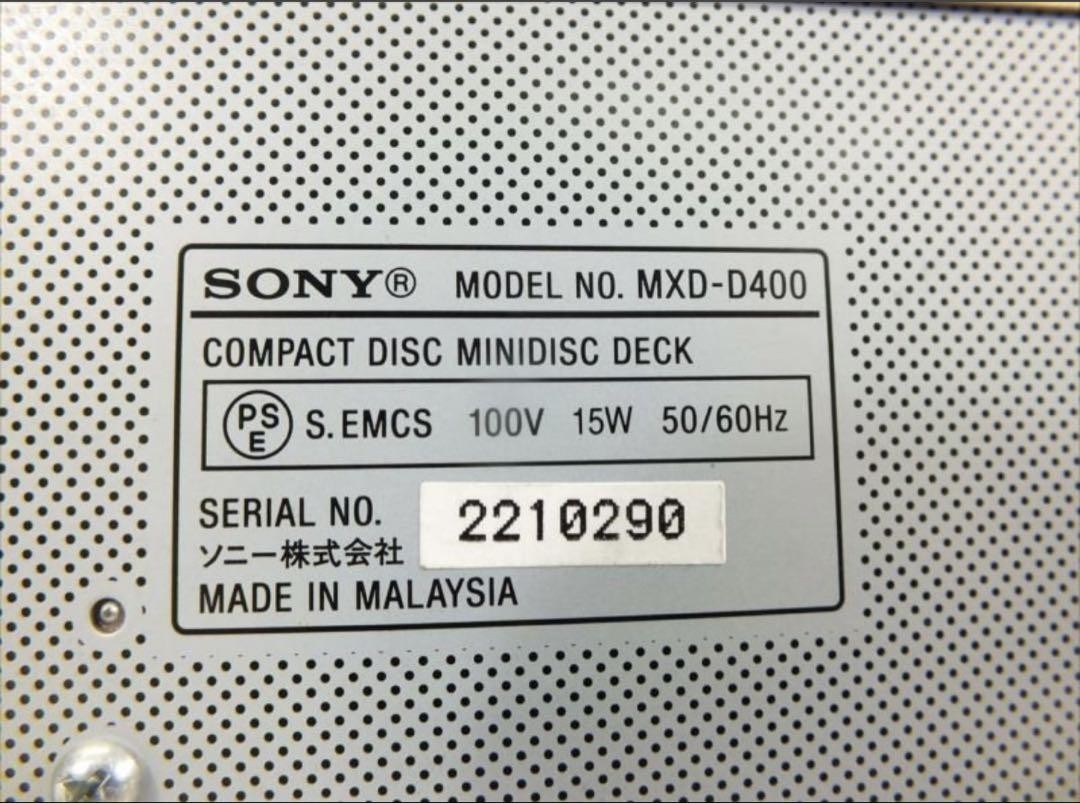 SONY® MODEL NO. MXD-D400
COMPACT DISC MINIDISC DECK
PSE S.EMCS 100V 15W 50/60Hz
SERIAL NO. 2210290
ソニー株式会社
MADE IN MALAYSIA